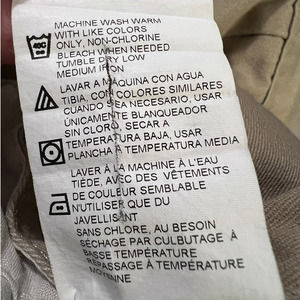 MACHINE WASH WARM
WITH LIKE COLORS
ONLY, NON-CHLORINE
BLEACH WHEN NEEDED
TUMBLE DRY LOW
MEDIUM IRON
40C
LAVAR A MAQUINA CON AGUA
TIBIA, CON COLORES SIMILARES
CUANDO SEA NECESARIO, USAR
UNICAMENTE BLANQUEADOR
SIN CLORO, SECAR A
TEMPERATURA BAJA, USAR
PLANCHA A TEMPERATURA MEDIA
LAVER À LA MACHINE À L'EAU
TIÈDE, AVEC DES VÊTEMENTS
DE COULEUR SEMBLABLE
N'UTILISER QUE DU
JAVELLISANT
SANS CHLORE, AU BESOIN
SÉCHAGE PAR CULBUTAGE À
BASSE TEMPÉRATURE
REPASSAGE À TEMPÉRATURE
MOYENNE